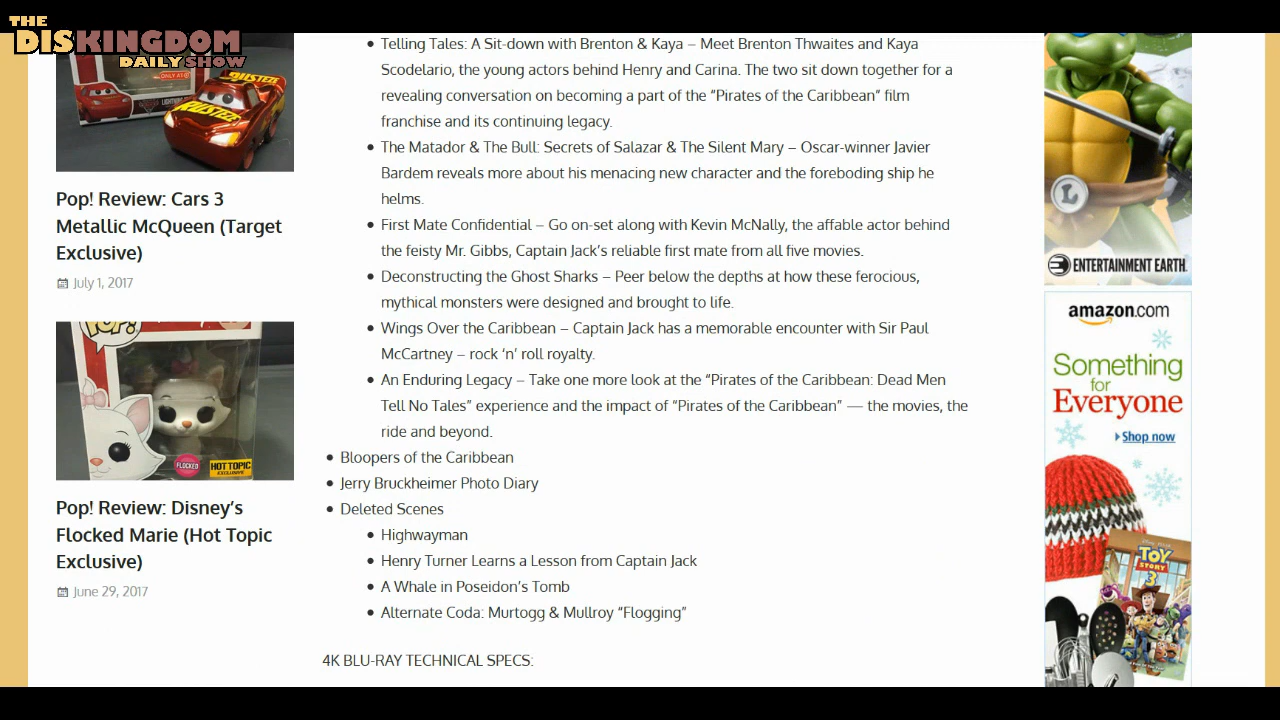 THE
DISKINGDOM
DAILY SHOW
ONLY AT
RUSTEZE
RUSTEZE
Pop! Review: Cars 3
Metallic McQueen (Target
Exclusive)
July 1, 2017
POP!
FLOCKED
HOT TOPIC
EXCLUSIVE
Pop! Review: Disney’s
Flocked Marie (Hot Topic
Exclusive)
June 29, 2017
• Telling Tales: A Sit-down with Brenton & Kaya – Meet Brenton Thwaites and Kaya
Scodelario, the young actors behind Henry and Carina. The two sit down together for a
revealing conversation on becoming a part of the “Pirates of the Caribbean” film
franchise and its continuing legacy.
• The Matador & The Bull: Secrets of Salazar & The Silent Mary – Oscar-winner Javier
Bardem reveals more about his menacing new character and the foreboding ship he
helms.
• First Mate Confidential – Go on-set along with Kevin McNally, the affable actor behind
the feisty Mr. Gibbs, Captain Jack’s reliable first mate from all five movies.
• Deconstructing the Ghost Sharks – Peer below the depths at how these ferocious,
mythical monsters were designed and brought to life.
• Wings Over the Caribbean – Captain Jack has a memorable encounter with Sir Paul
McCartney – rock ‘n’ roll royalty.
• An Enduring Legacy – Take one more look at the “Pirates of the Caribbean: Dead Men
Tell No Tales” experience and the impact of “Pirates of the Caribbean” — the movies, the
ride and beyond.
• Bloopers of the Caribbean
• Jerry Bruckheimer Photo Diary
• Deleted Scenes
• Highwayman
• Henry Turner Learns a Lesson from Captain Jack
• A Whale in Poseidon’s Tomb
• Alternate Coda: Murtogg & Mullroy “Flogging”
4K BLU-RAY TECHNICAL SPECS:
L
ENTERTAINMENT EARTH
amazon.com
Something
for
Everyone
Shop now
TOY
STORY
3